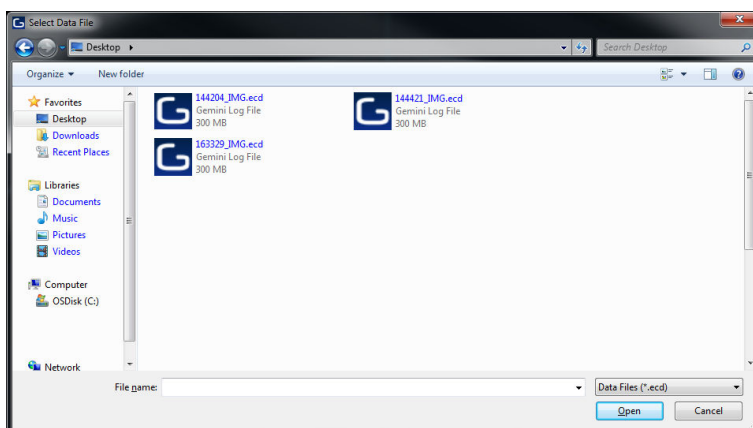 Select Data File
Desktop
Search Desktop
Organize
New folder
Favorites
Desktop
Downloads
Recent Places
Libraries
Documents
Music
Pictures
Videos
Computer
OSDisk (C:)
Network
144204_IMG.ecd
Gemini Log File
300 MB
144421_IMG.ecd
Gemini Log File
300 MB
163329_IMG.ecd
Gemini Log File
300 MB
File name:
Data Files (*.ecd)
Open
Cancel